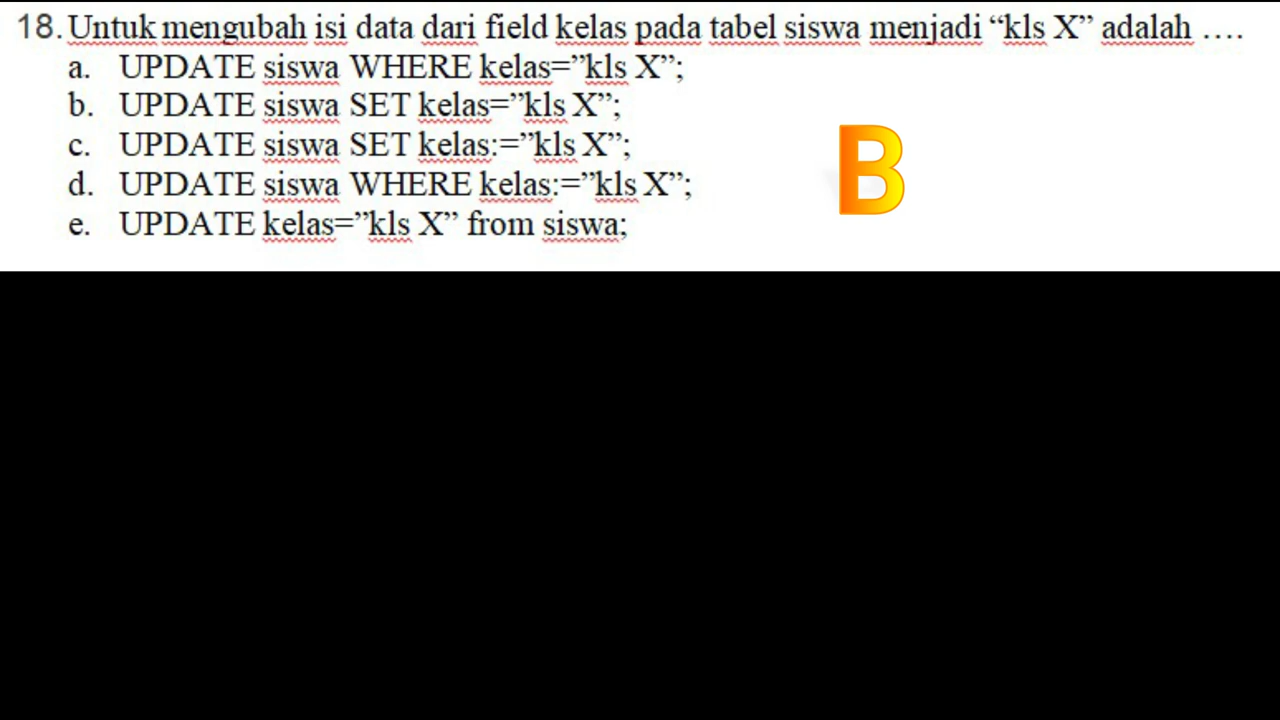 18. Untuk mengubah isi data dari field kelas pada tabel siswa menjadi “kls X” adalah ….
a. UPDATE siswa WHERE kelas=”kls X”;
b. UPDATE siswa SET kelas=”kls X”;
c. UPDATE siswa SET kelas:=”kls X”;
d. UPDATE siswa WHERE kelas:=”kls X”;
e. UPDATE kelas=”kls X” from siswa;
B